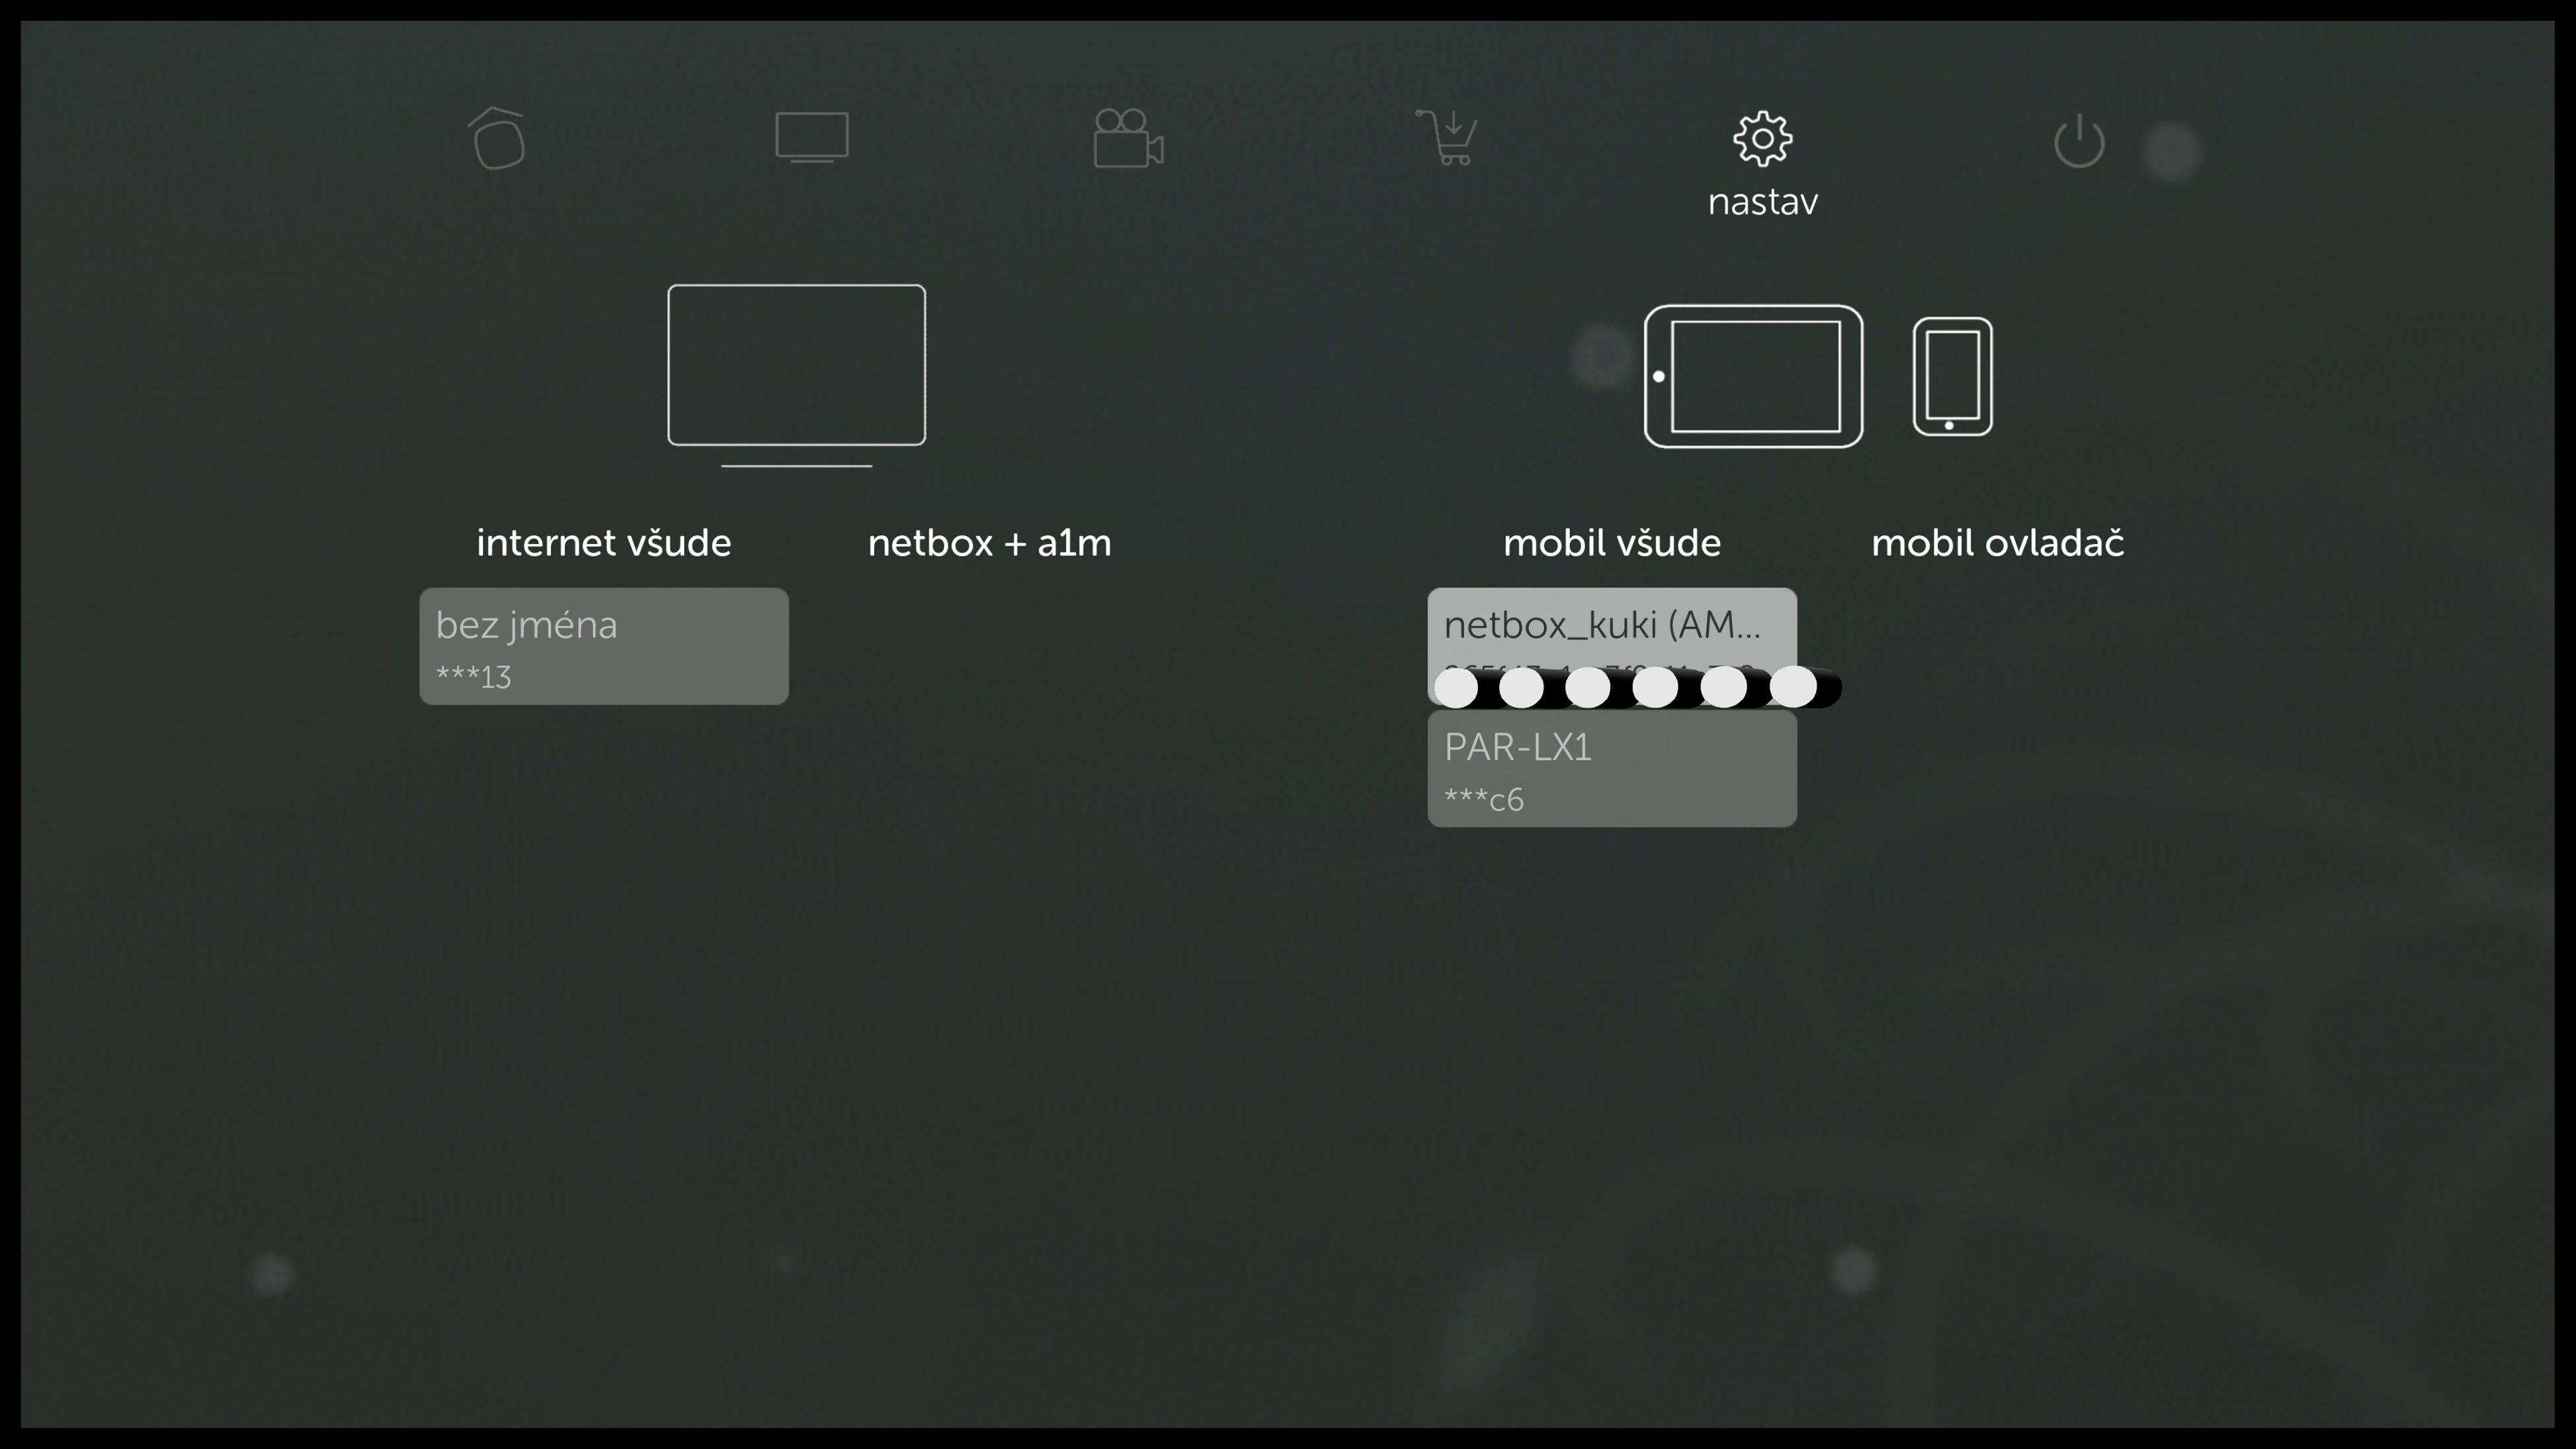 nastav
internet všude
netbox + a1m
mobil všude
mobil ovladač
bez jména
***13
netbox_kuki (AM...
PAR-LX1
***c6